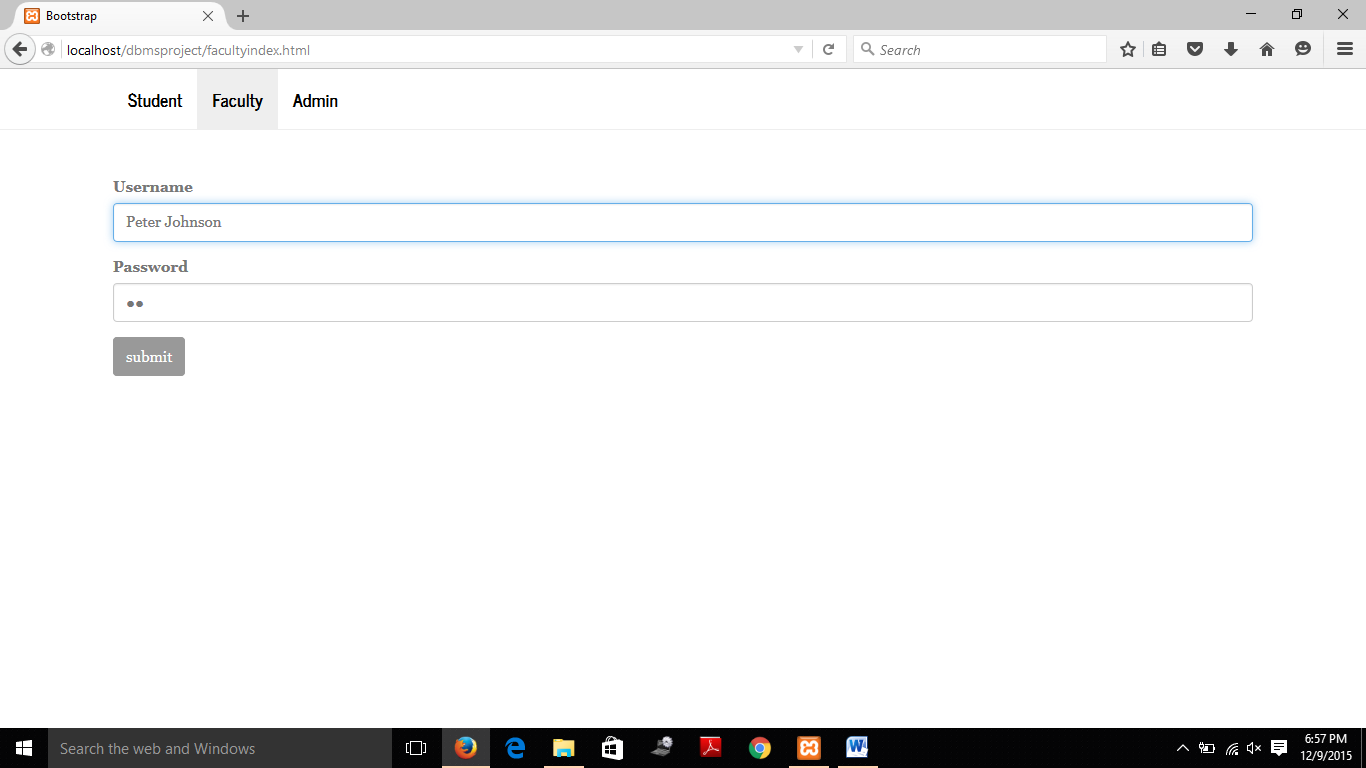 Bootstrap
localhost/dbmsproject/facultyindex.html
Search
Student Faculty Admin
Username
Peter Johnson
Password
••
submit
Search the web and Windows
6:57 PM
12/9/2015